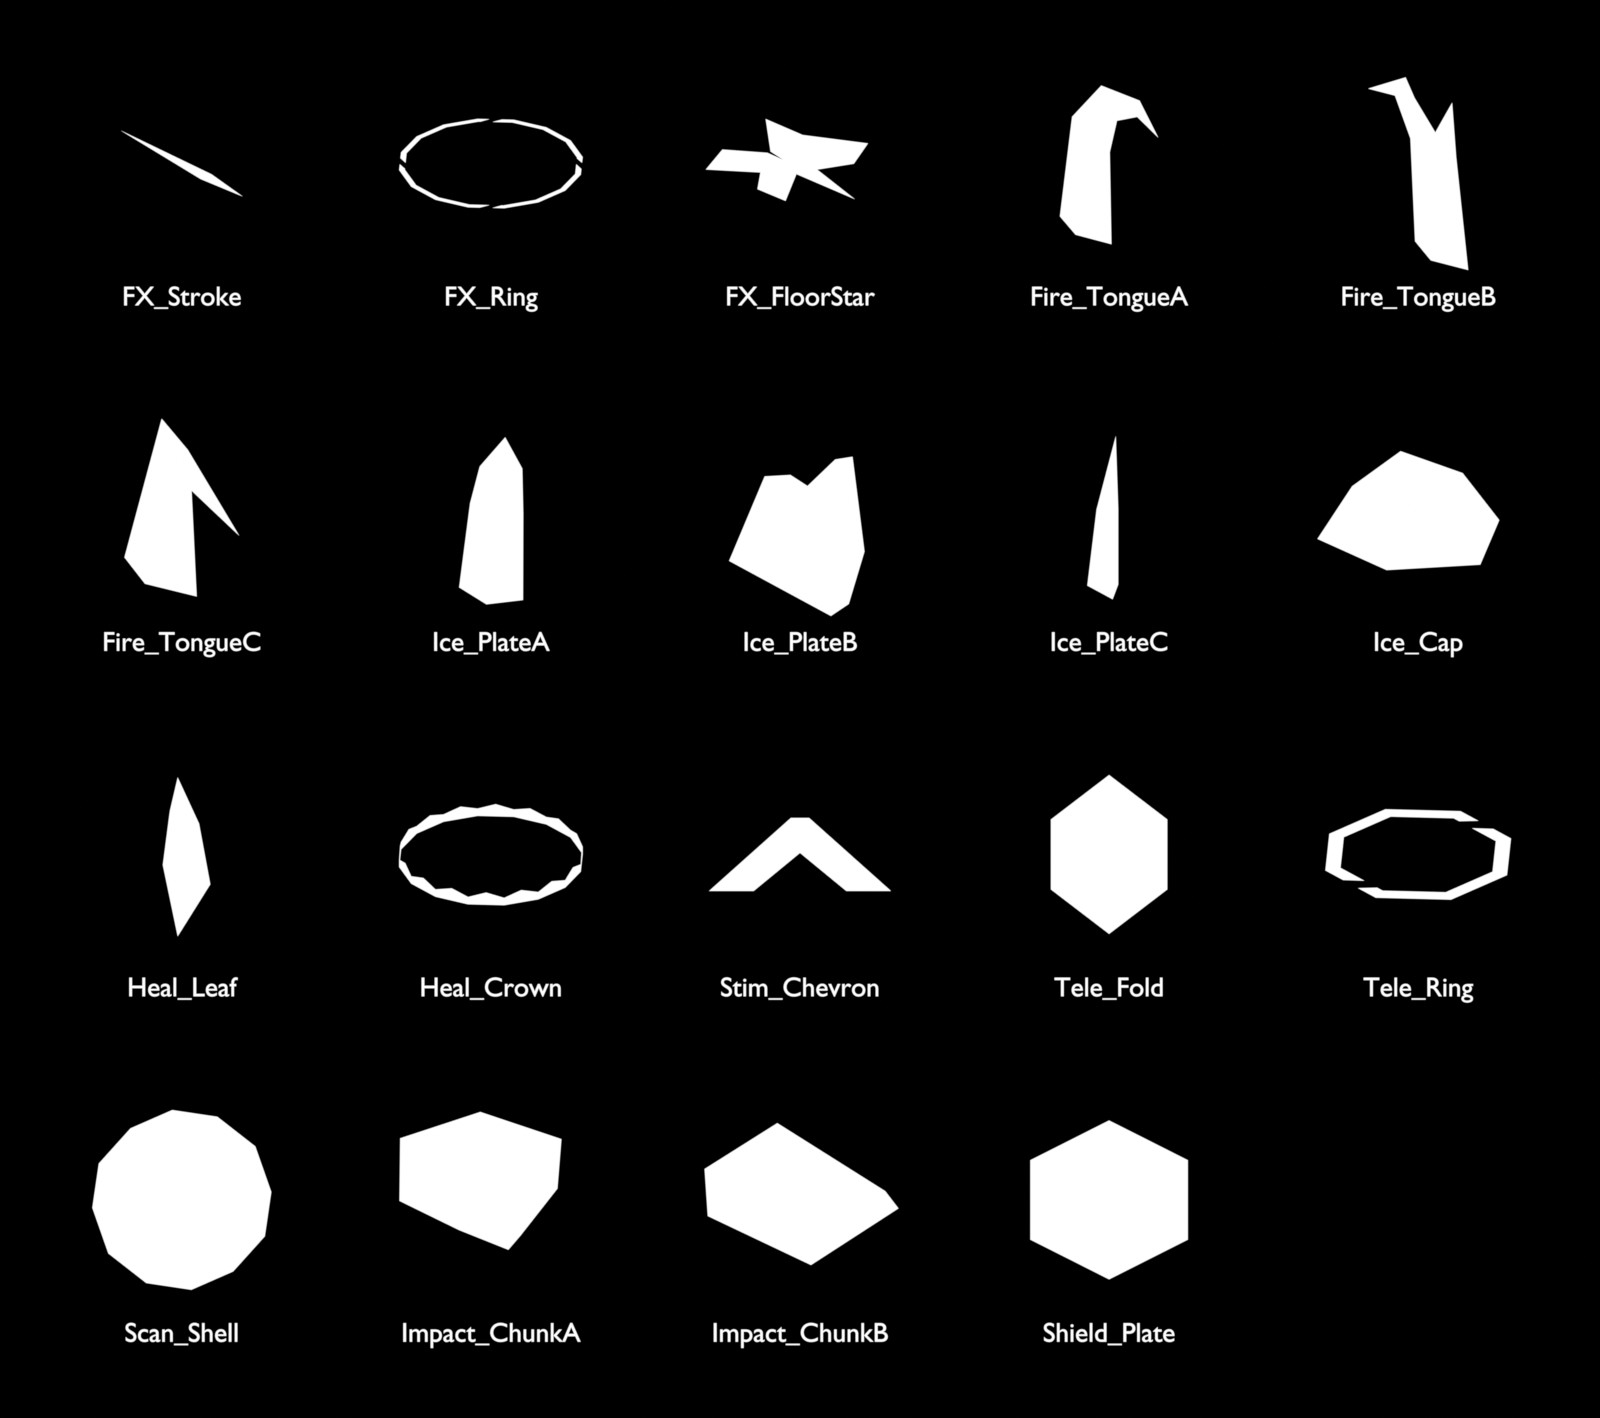 FX_Stroke
FX_Ring
FX_FloorStar
Fire_TongueA
Fire_TongueB
Fire_TongueC
Ice_PlateA
Ice_PlateB
Ice_PlateC
Ice_Cap
Heal_Leaf
Heal_Crown
Stim_Chevron
Tele_Fold
Tele_Ring
Scan_Shell
Impact_ChunkA
Impact_ChunkB
Shield_Plate